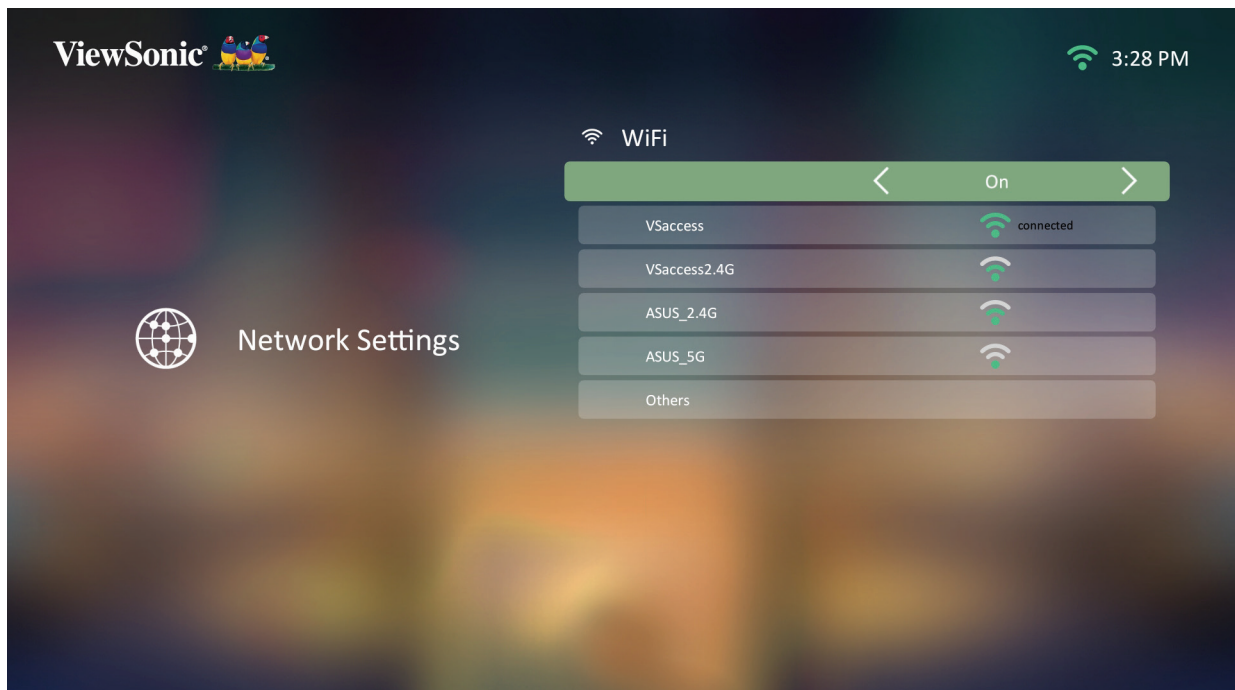 ViewSonic®
3:28 PM
WiFi
On
VSaccess connected
VSaccess2.4G
ASUS_2.4G
Network Settings
ASUS_5G
Others